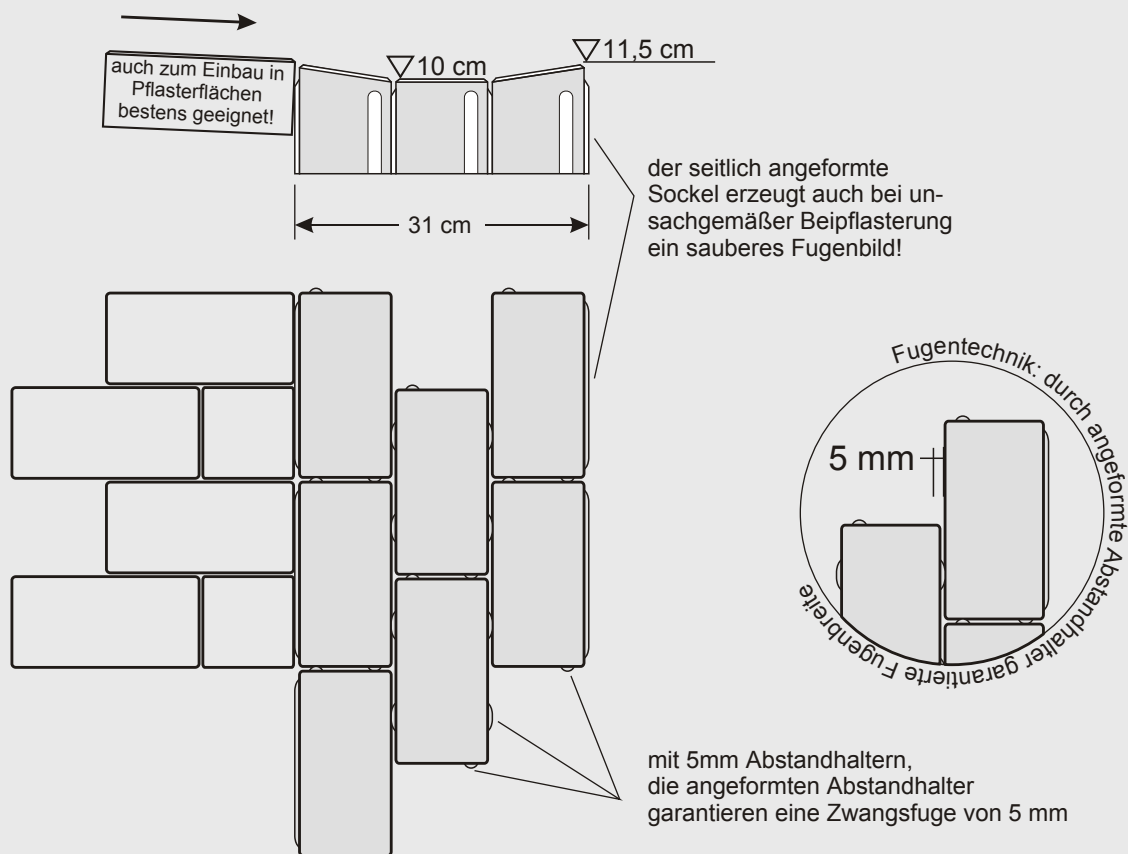 auch zum Einbau in
Pflasterflächen
bestens geeignet!
10 cm
11,5 cm
31 cm
der seitlich angeformte
Sockel erzeugt auch bei un-
sachgemäßer Beipflasterung
ein sauberes Fugenbild!
Fugentechnik: durch angeformte Abstandhalter garantierte Fugenbreite
5 mm
mit 5mm Abstandhaltern,
die angeformten Abstandhalter
garantieren eine Zwangsfuge von 5 mm